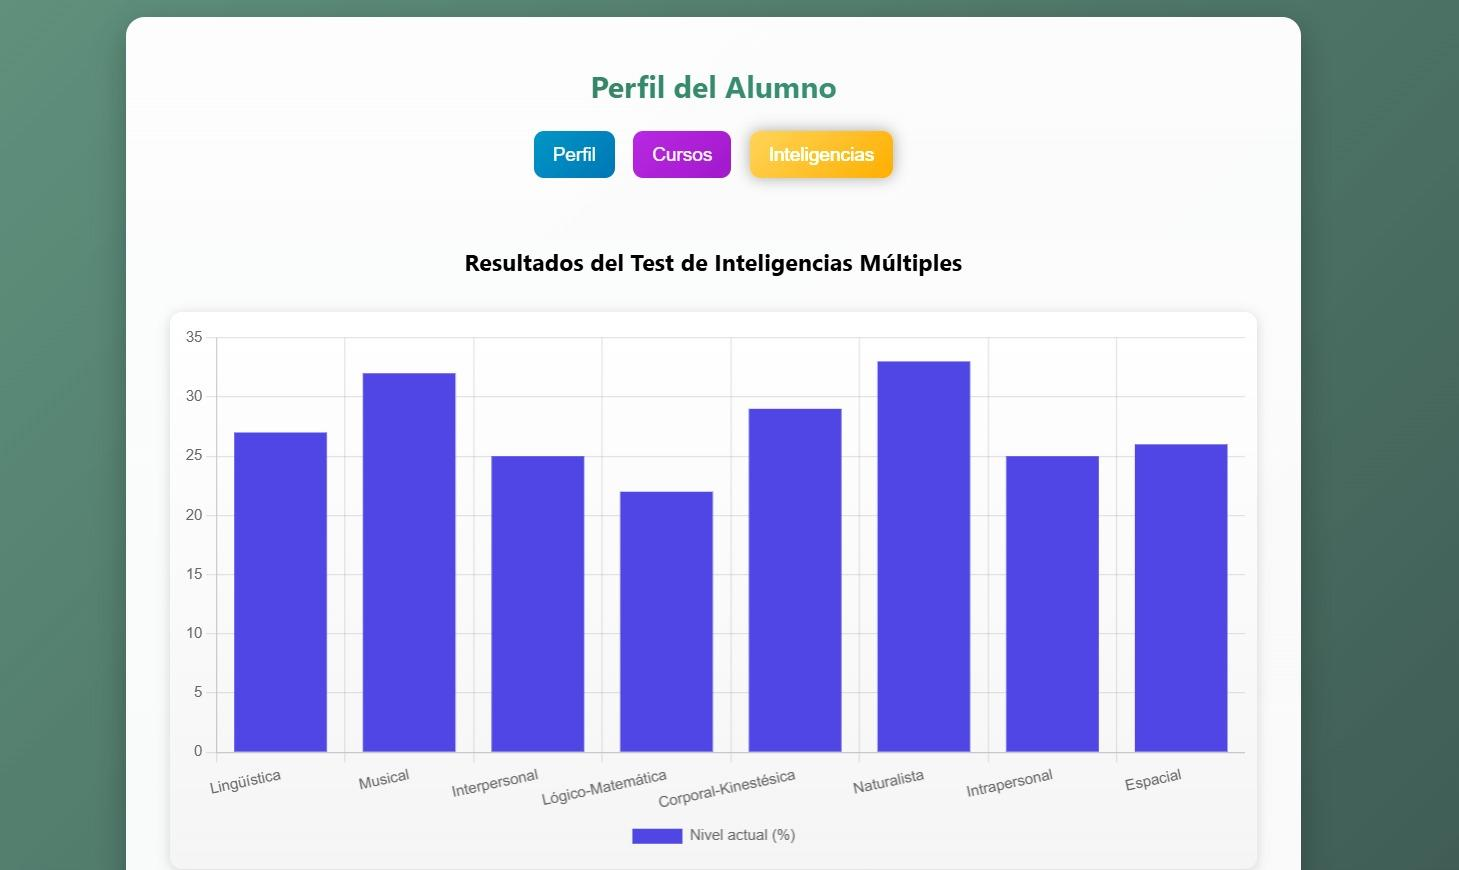 Perfil del Alumno
Perfil Cursos Inteligencias
Resultados del Test de Inteligencias Múltiples
35
30
25
20
15
10
5
0
Lingüística Musical Interpersonal Lógico-Matemática Corporal-Kinestésica Naturalista Intrapersonal Espacial
Nivel actual (%)